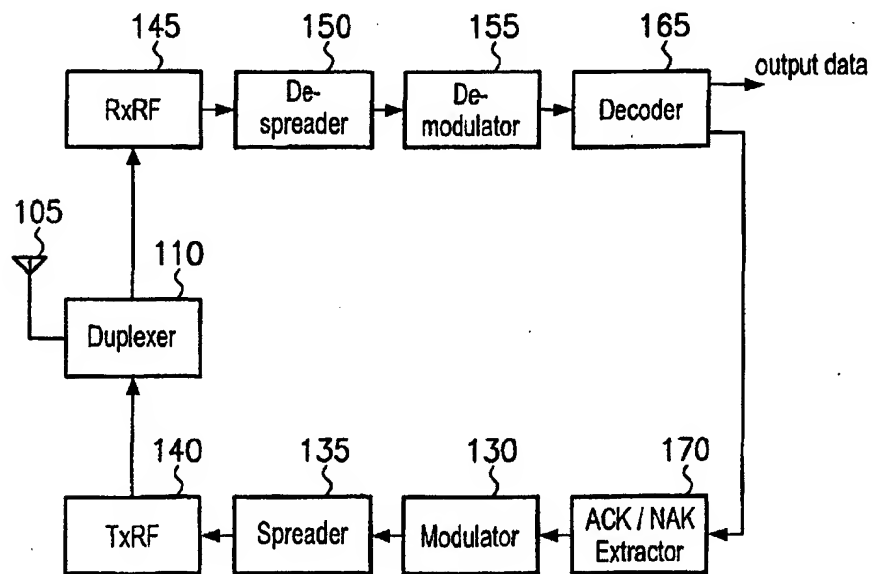 145
150
155
165
RxRF
De-
spreader
De-
modulator
Decoder
output data
105
110
Duplexer
140
135
130
170
TxRF
Spreader
Modulator
ACK / NAK
Extractor